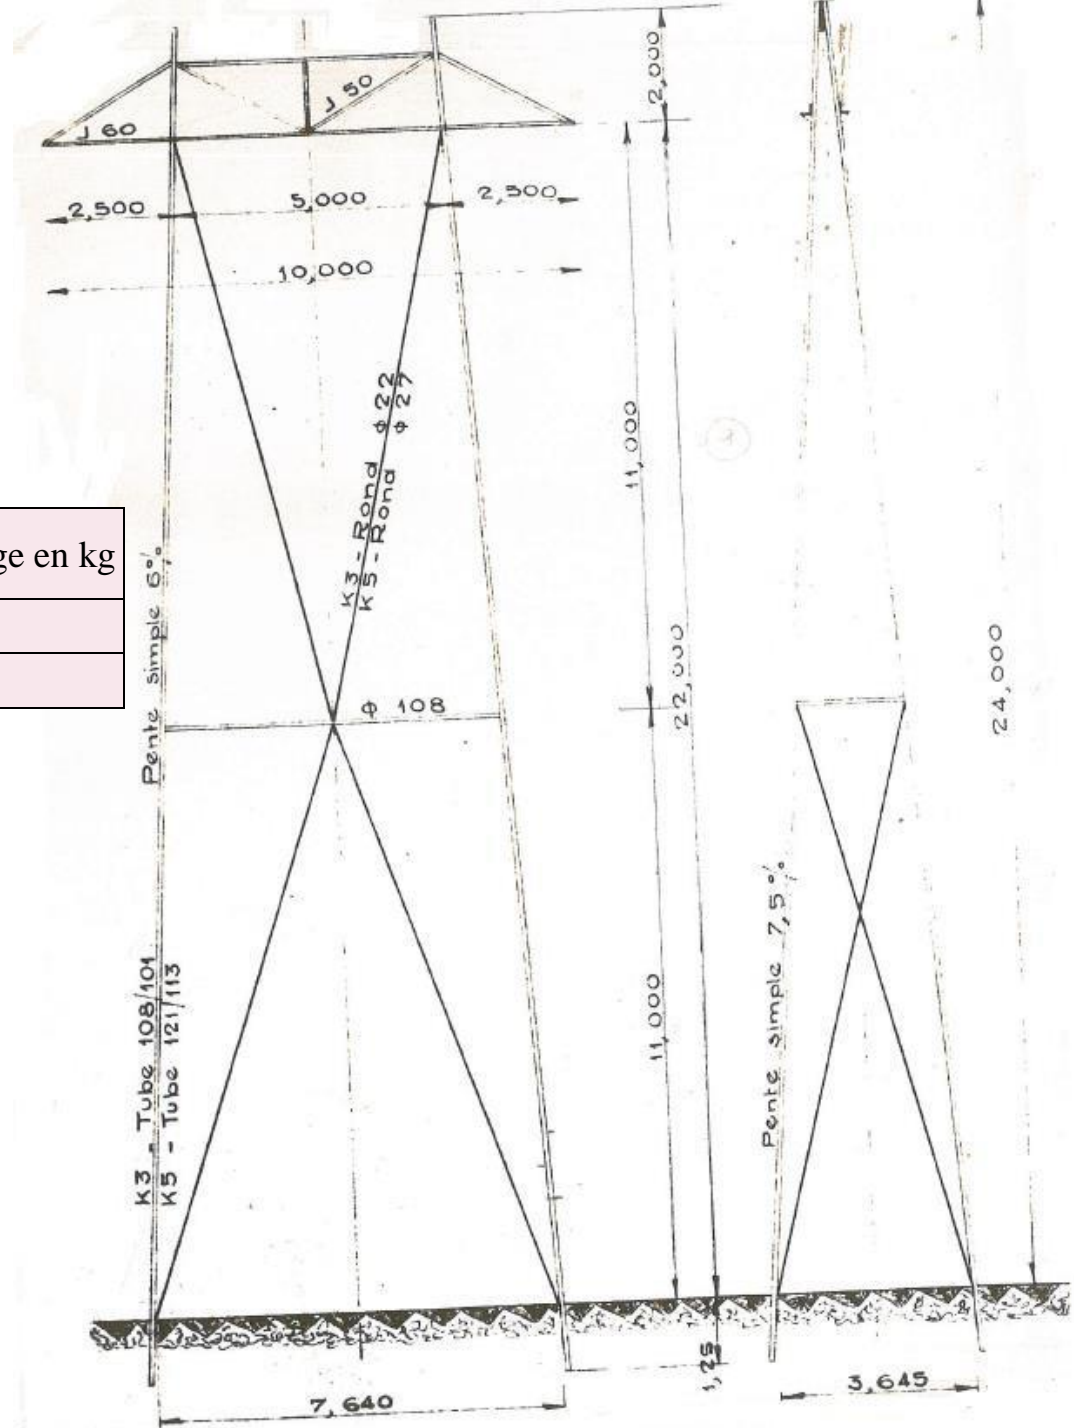 2,000
J 50
J 60
2,500
5,000
2,500
10,000
K3 - Rond ϕ 22
K5 - Rond ϕ 27
11,000
ge en kg
Pente simple 6%
22,000
24,000
ϕ 108
Pente simple 7,5%
K3 - Tube 108/101
K5 - Tube 121/113
11,000
1,25
7,640
3,645